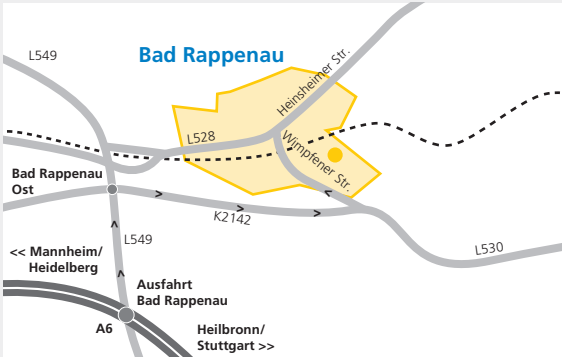 L549
Bad Rappenau
Heinsheimer Str.
L528
Wimpfener Str.
Bad Rappenau
Ost
K2142
L549
L530
<< Mannheim/
Heidelberg
Ausfahrt
Bad Rappenau
A6
Heilbronn/
Stuttgart >>